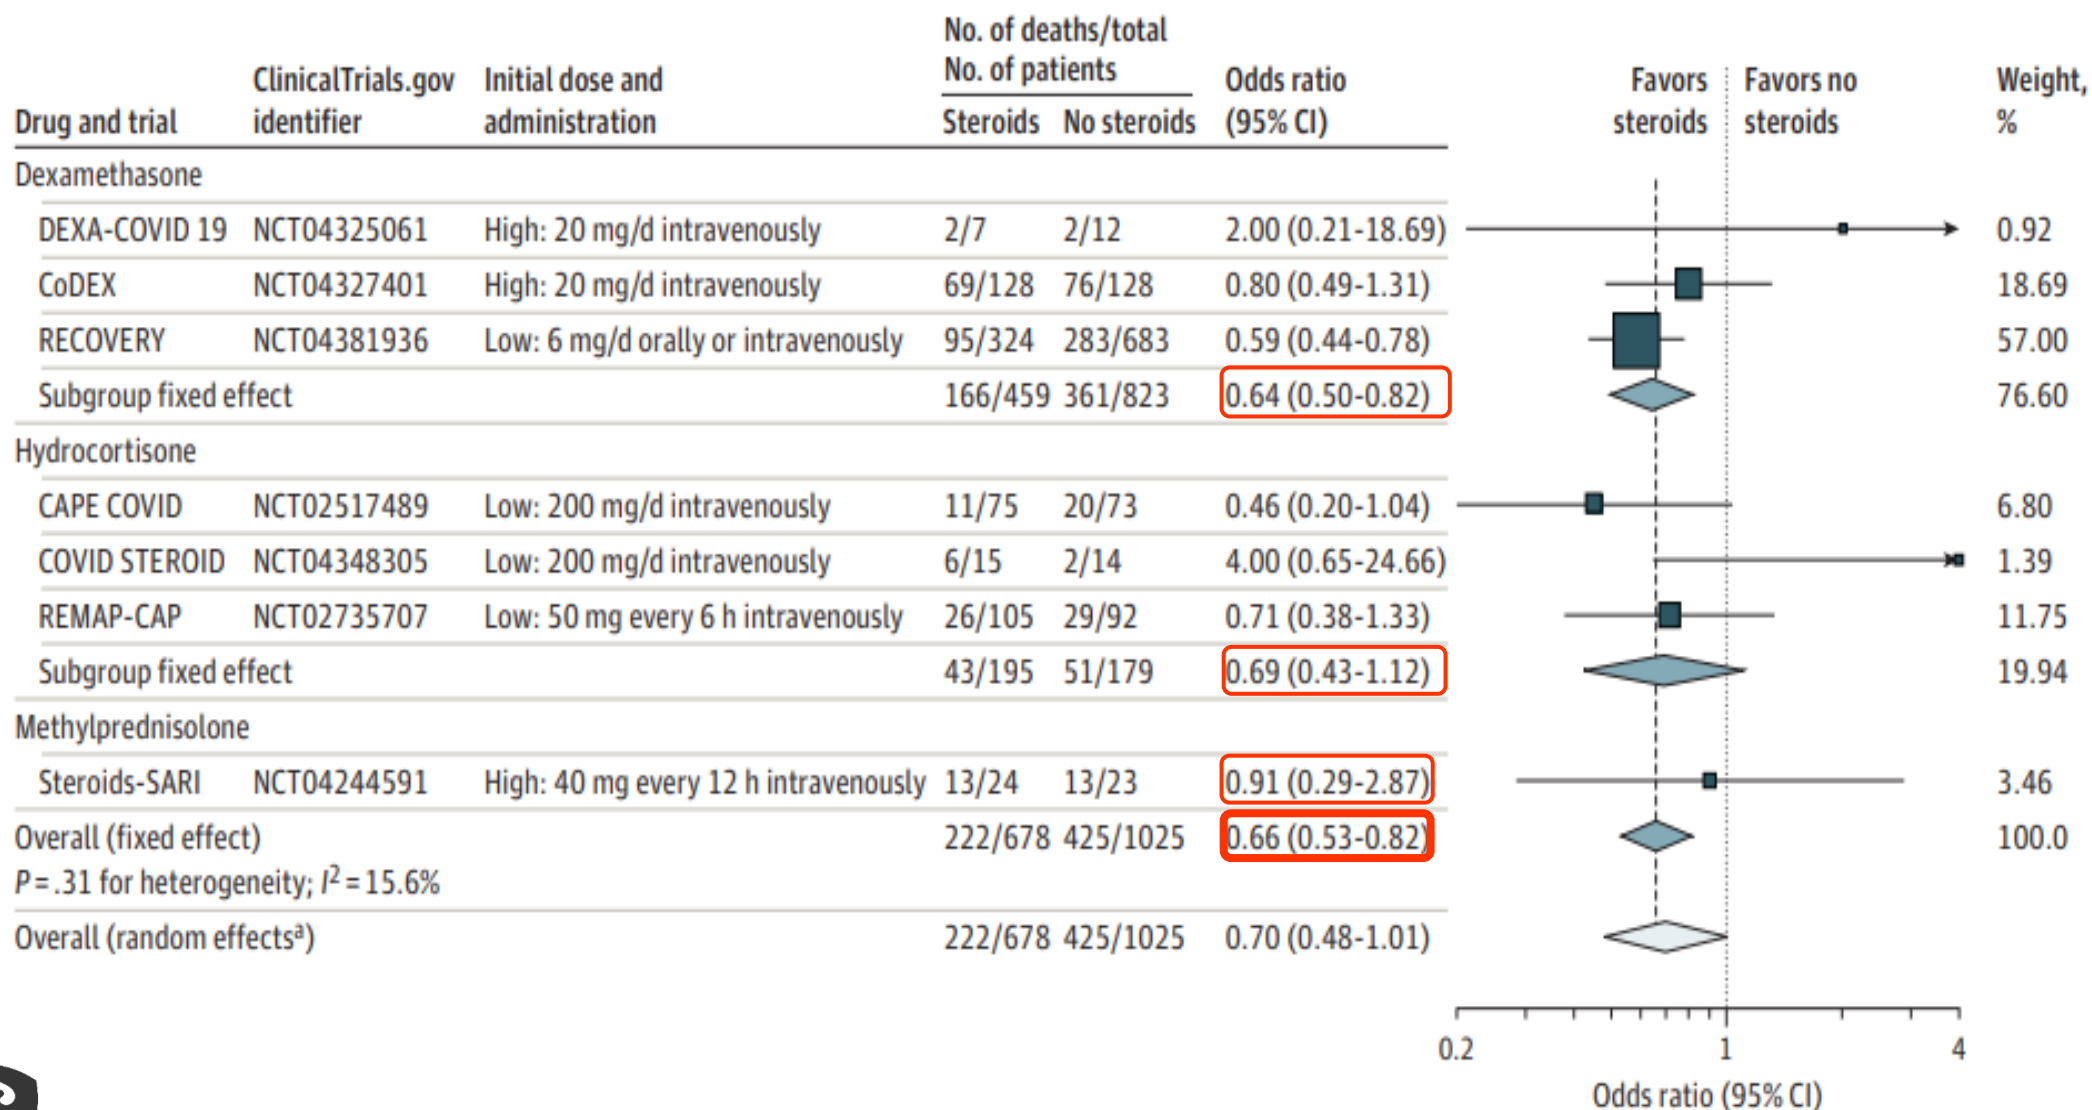 No. of deaths/total
No. of patients
Drug and trial ClinicalTrials.gov identifier Initial dose and administration Steroids No steroids Odds ratio (95% CI) Favors steroids Favors no steroids Weight, %
Dexamethasone
DEXA-COVID 19 NCT04325061 High: 20 mg/d intravenously 2/7 2/12 2.00 (0.21-18.69) 0.92
CoDEX NCT04327401 High: 20 mg/d intravenously 69/128 76/128 0.80 (0.49-1.31) 18.69
RECOVERY NCT04381936 Low: 6 mg/d orally or intravenously 95/324 283/683 0.59 (0.44-0.78) 57.00
Subgroup fixed effect 166/459 361/823 0.64 (0.50-0.82) 76.60
Hydrocortisone
CAPE COVID NCT02517489 Low: 200 mg/d intravenously 11/75 20/73 0.46 (0.20-1.04) 6.80
COVID STEROID NCT04348305 Low: 200 mg/d intravenously 6/15 2/14 4.00 (0.65-24.66) 1.39
REMAP-CAP NCT02735707 Low: 50 mg every 6 h intravenously 26/105 29/92 0.71 (0.38-1.33) 11.75
Subgroup fixed effect 43/195 51/179 0.69 (0.43-1.12) 19.94
Methylprednisolone
Steroids-SARI NCT04244591 High: 40 mg every 12 h intravenously 13/24 13/23 0.91 (0.29-2.87) 3.46
Overall (fixed effect) 222/678 425/1025 0.66 (0.53-0.82) 100.0
P = .31 for heterogeneity; I² = 15.6%
Overall (random effectsᵃ) 222/678 425/1025 0.70 (0.48-1.01)
0.2 1 4
Odds ratio (95% CI)